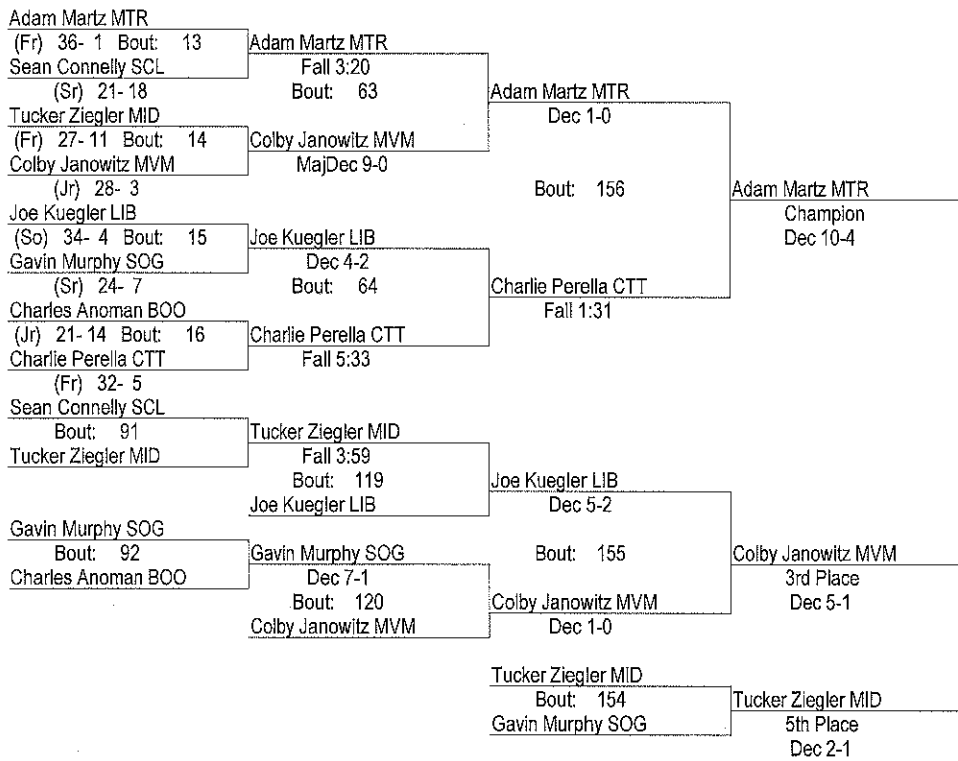 Adam Martz MTR
(Fr) 36- 1 Bout: 13
Adam Martz MTR
Sean Connelly SCL
Fall 3:20
(Sr) 21- 18
Bout: 63
Adam Martz MTR
Tucker Ziegler MID
Dec 1-0
(Fr) 27- 11 Bout: 14
Colby Janowitz MVM
Colby Janowitz MVM
MajDec 9-0
(Jr) 28- 3
Bout: 156
Adam Martz MTR
Joe Kuegler LIB
Champion
(So) 34- 4 Bout: 15
Joe Kuegler LIB
Dec 10-4
Gavin Murphy SOG
Dec 4-2
(Sr) 24- 7
Bout: 64
Charlie Perella CTT
Charles Anoman BOO
Fall 1:31
(Jr) 21- 14 Bout: 16
Charlie Perella CTT
Charlie Perella CTT
Fall 5:33
(Fr) 32- 5
Sean Connelly SCL
Bout: 91
Tucker Ziegler MID
Tucker Ziegler MID
Fall 3:59
Bout: 119
Joe Kuegler LIB
Joe Kuegler LIB
Dec 5-2
Gavin Murphy SOG
Bout: 92
Gavin Murphy SOG
Bout: 155
Colby Janowitz MVM
Charles Anoman BOO
Dec 7-1
3rd Place
Bout: 120
Colby Janowitz MVM
Dec 5-1
Colby Janowitz MVM
Dec 1-0
Tucker Ziegler MID
Bout: 154
Tucker Ziegler MID
Gavin Murphy SOG
5th Place
Dec 2-1